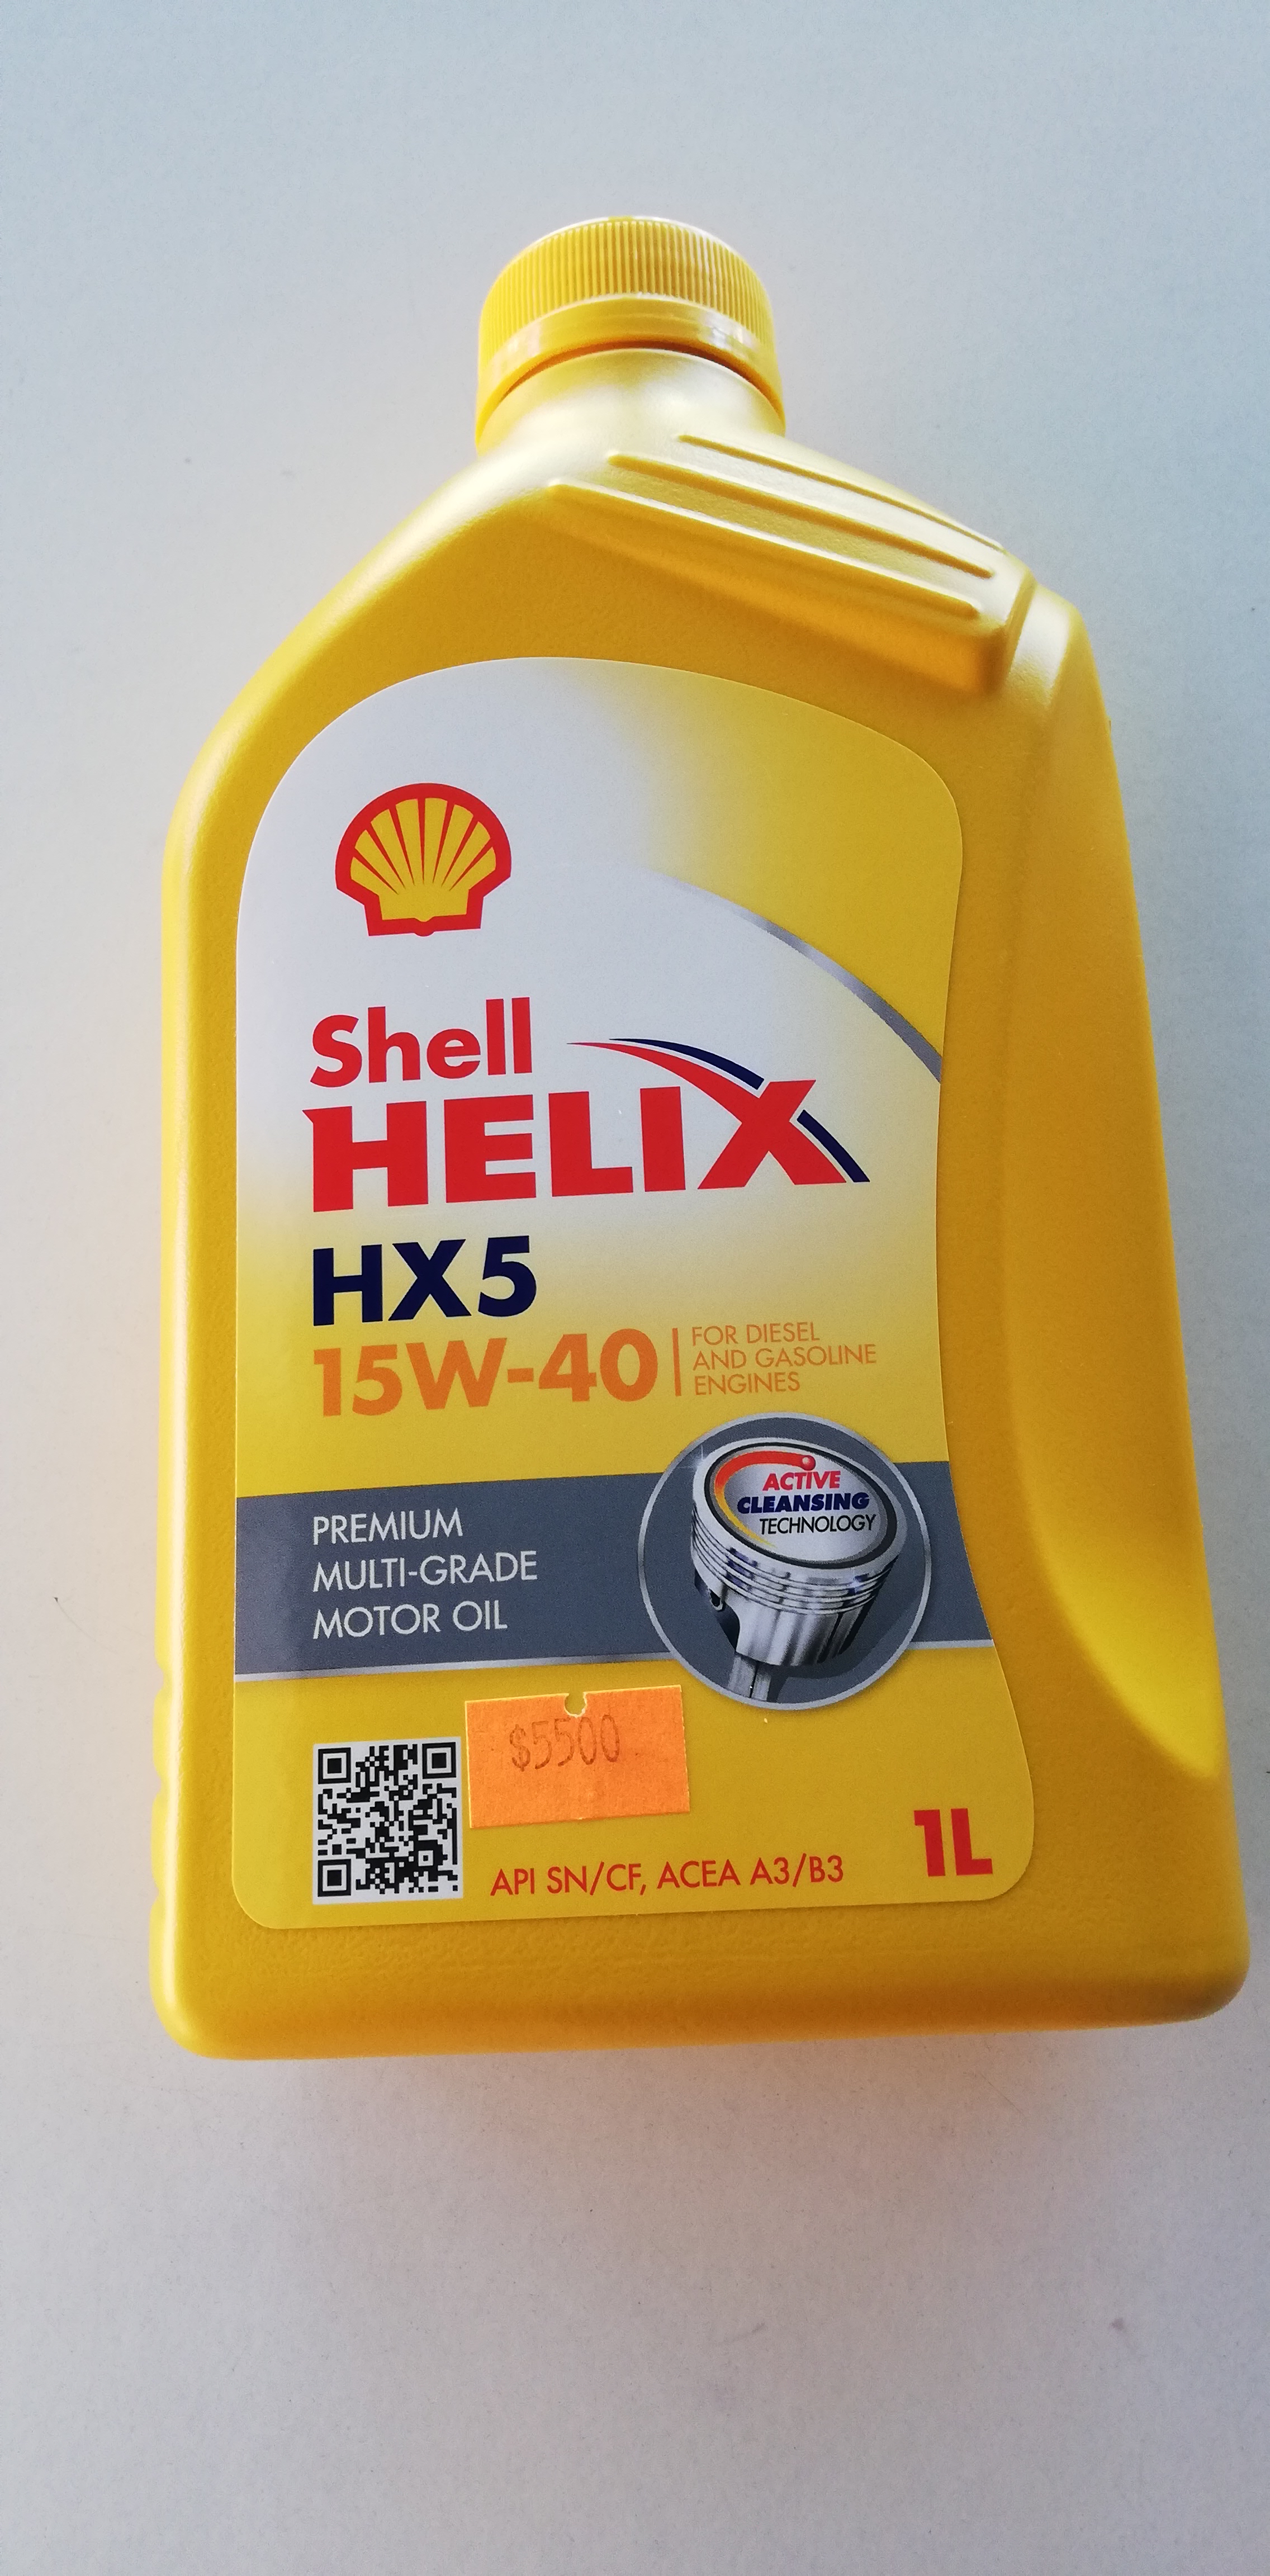 Shell
HELIX
HX5
15W-40
FOR DIESEL
AND GASOLINE
ENGINES
ACTIVE
CLEANSING
TECHNOLOGY
PREMIUM
MULTI-GRADE
MOTOR OIL
$5500
API SN/CF, ACEA A3/B3
1L